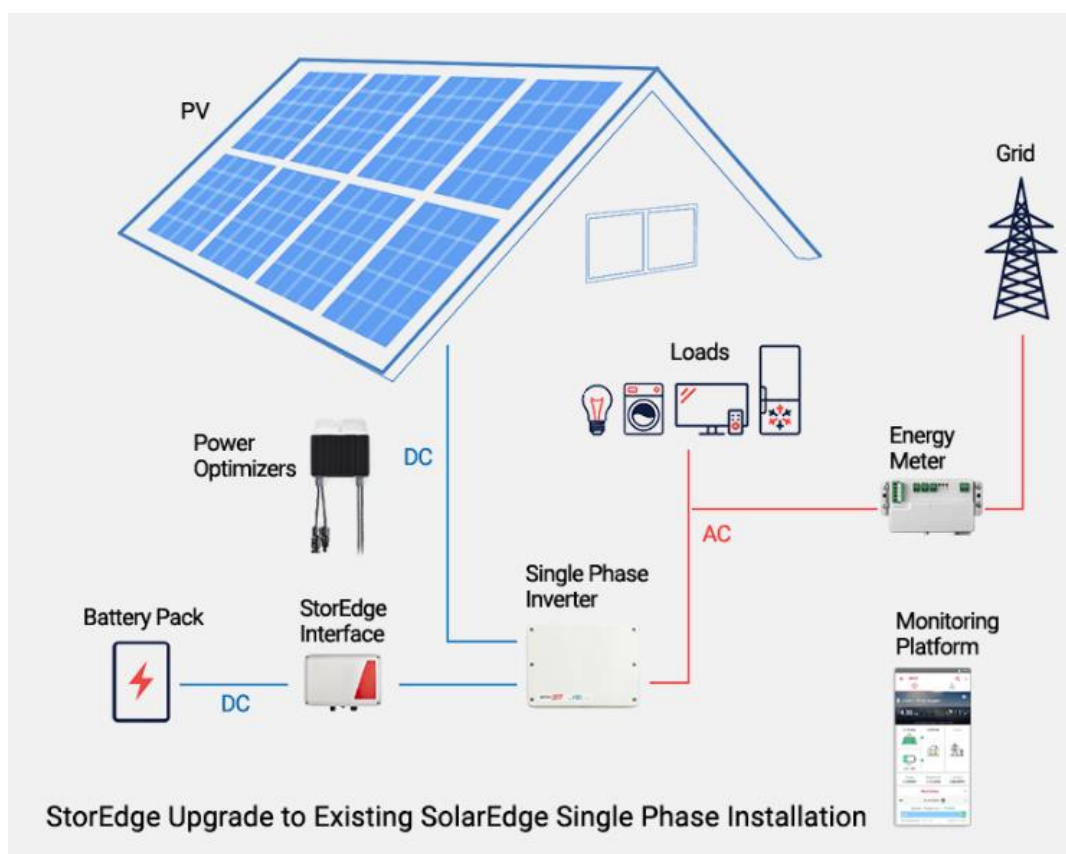 PV
Grid
Loads
Power
Optimizers
DC
Energy
Meter
AC
Single Phase
Inverter
Battery Pack
StorEdge
Interface
DC
Monitoring
Platform
StorEdge Upgrade to Existing SolarEdge Single Phase Installation